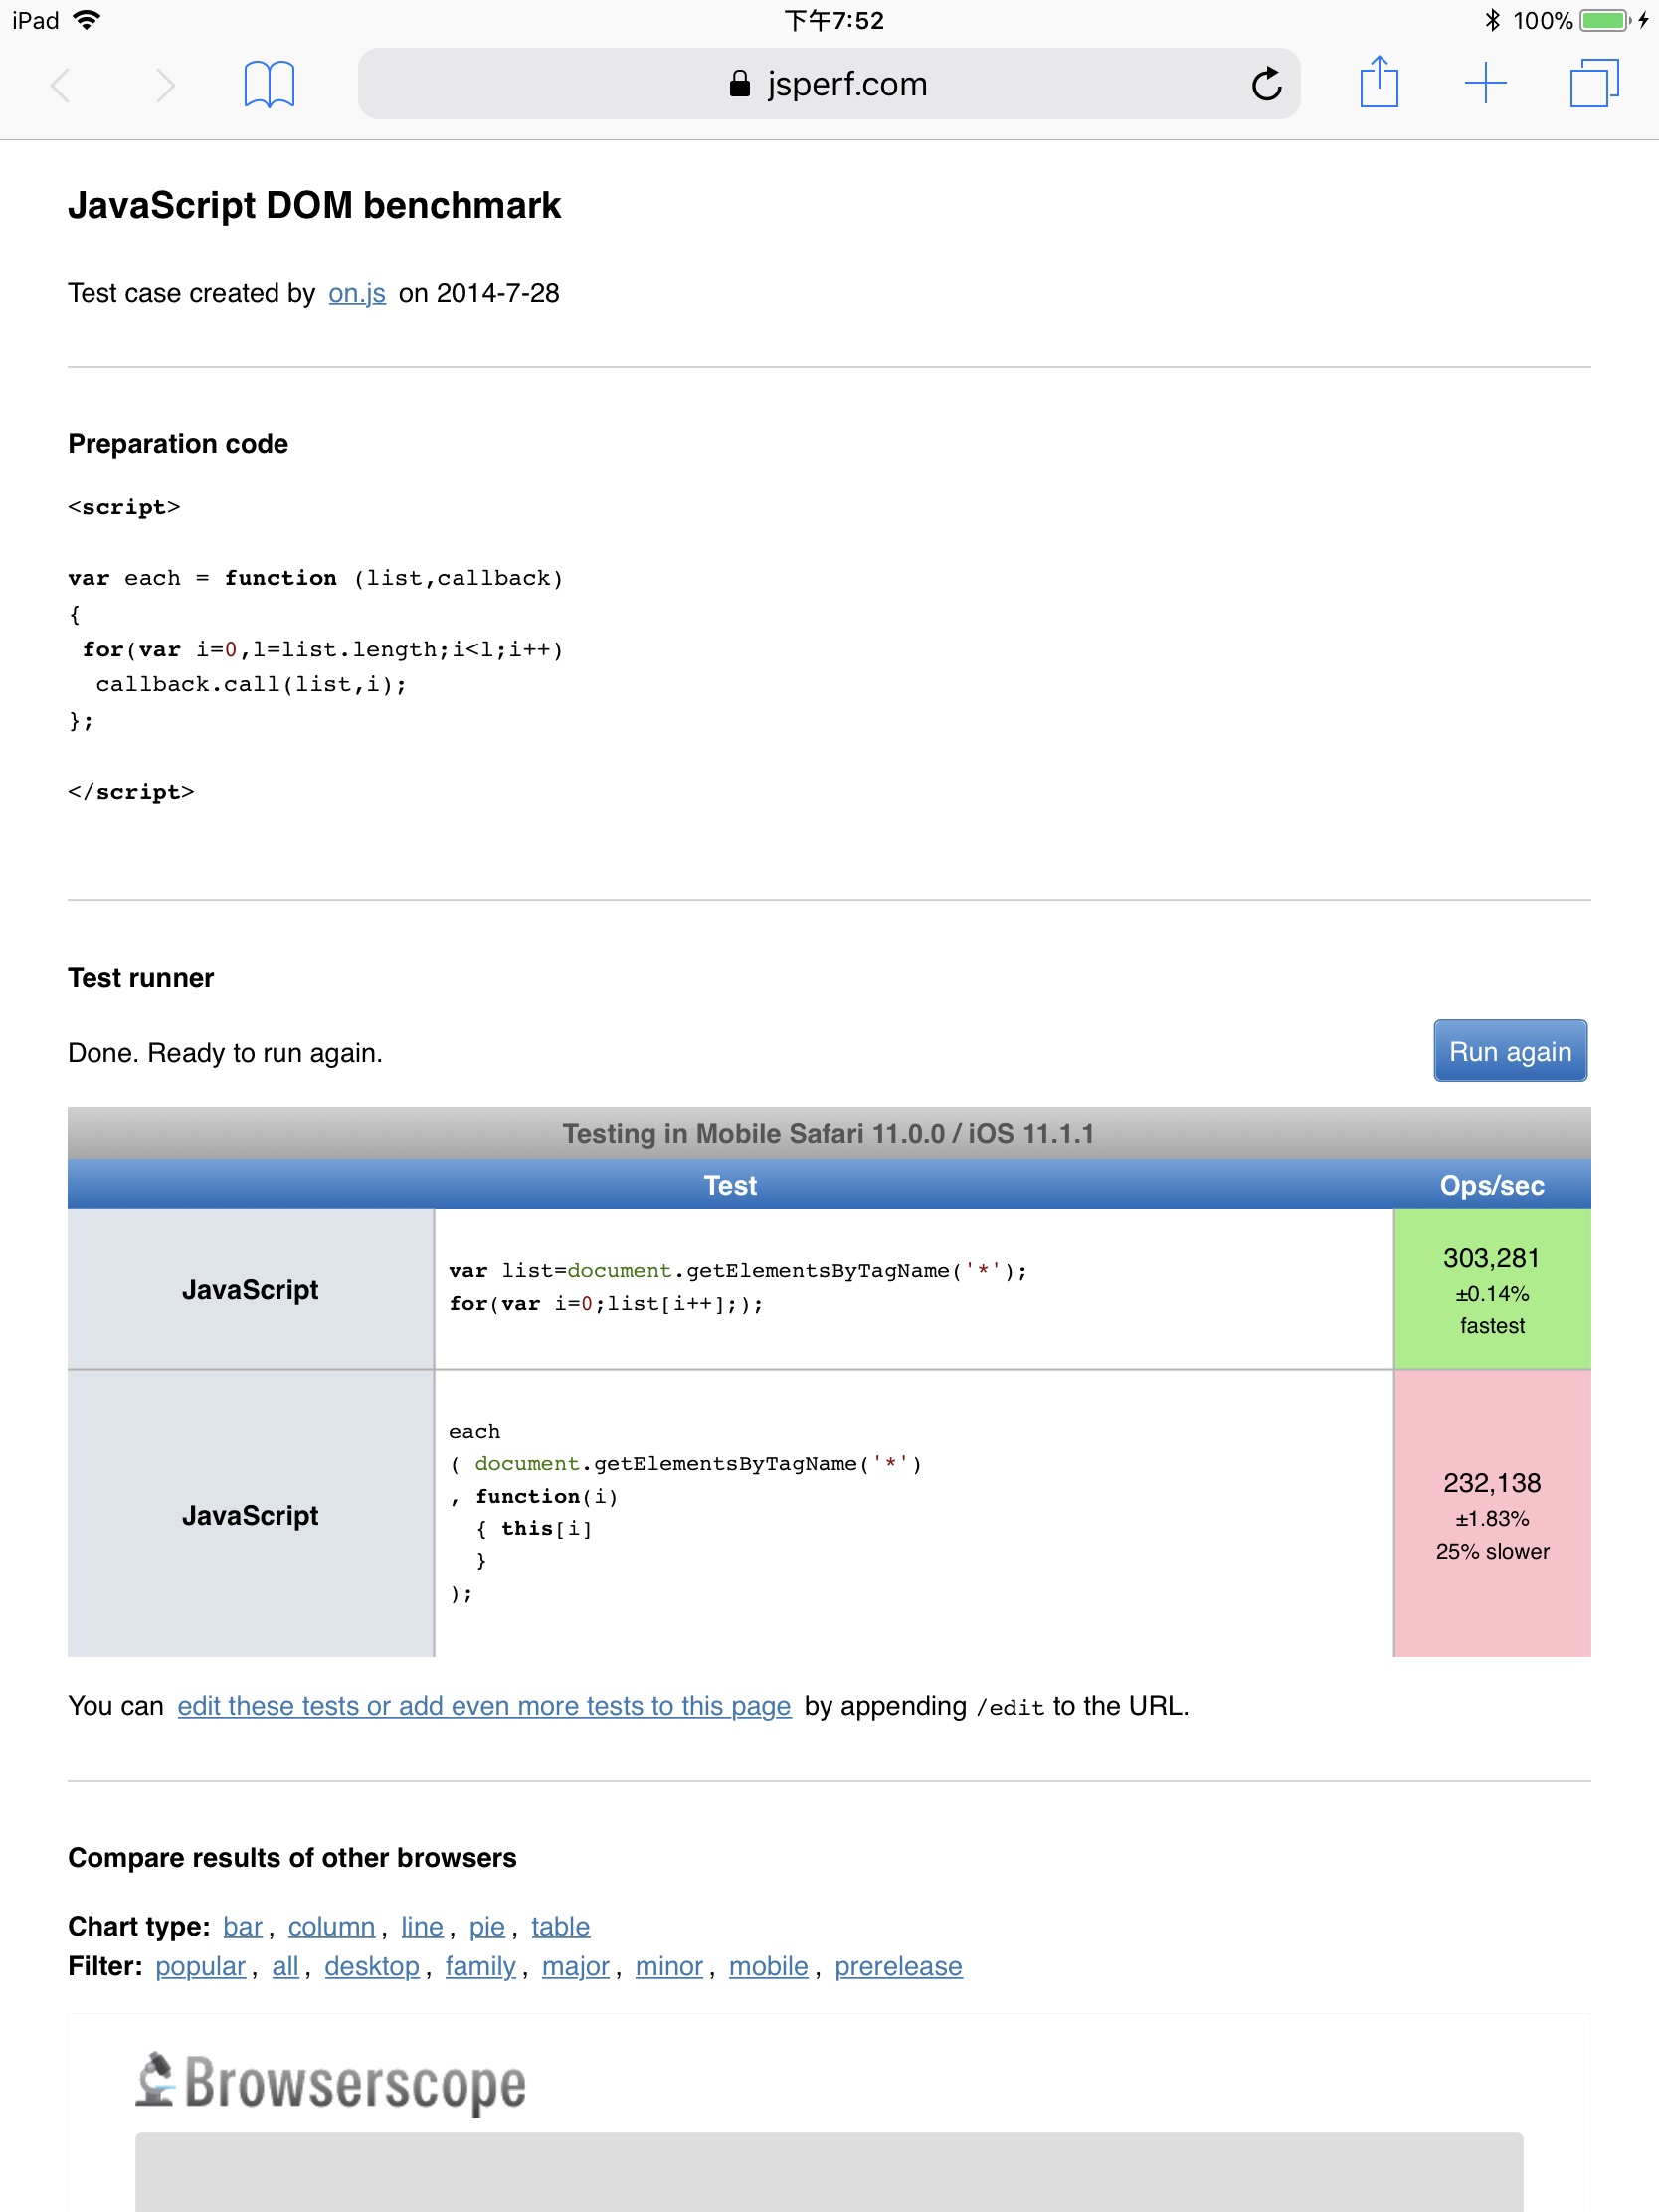 iPad 下午7:52 100%
jsperf.com
JavaScript DOM benchmark
Test case created by on.js on 2014-7-28
Preparation code
<script>
var each = function (list,callback)
{
 for(var i=0,l=list.length;i<l;i++)
  callback.call(list,i);
};
</script>
Test runner
Done. Ready to run again.
Run again
Testing in Mobile Safari 11.0.0 / iOS 11.1.1
Test Ops/sec
JavaScript
var list=document.getElementsByTagName('*');
for(var i=0;list[i++];);
303,281
±0.14%
fastest
JavaScript
each
( document.getElementsByTagName('*')
, function(i)
  { this[i]
  }
);
232,138
±1.83%
25% slower
You can edit these tests or add even more tests to this page by appending /edit to the URL.
Compare results of other browsers
Chart type: bar, column, line, pie, table
Filter: popular, all, desktop, family, major, minor, mobile, prerelease
Browserscope